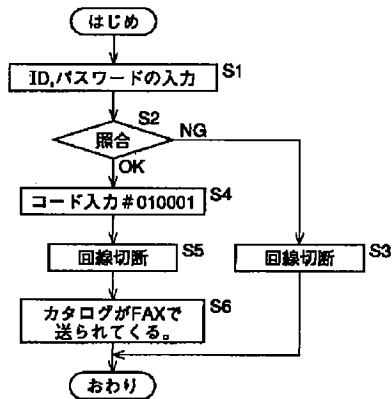 はじめ
ID,パスワードの入力 S1
S2
照合 NG
OK
コード入力#010001 S4
回線切断 S5
回線切断 S3
カタログがFAXで S6
送られてくる。
おわり